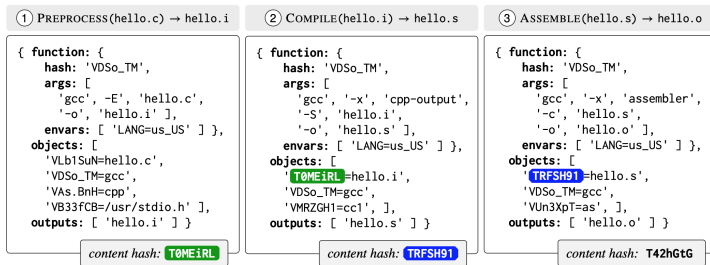 1 PREPROCESS(hello.c) → hello.i
{ function: {
hash: 'VDSo_TM',
args: [
'gcc', -E', 'hello.c',
'-o', 'hello.i' ],
envars: [ 'LANG=us_US' ] },
objects: [
'VLb1SuN=hello.c',
'VDSo_TM=gcc',
'VAs.BnH=cpp',
'VB33fCB=/usr/stdio.h' ],
outputs: [ 'hello.i' ] }
content hash: T0MEiRL
2 COMPILE(hello.i) → hello.s
{ function: {
hash: 'VDSo_TM',
args: [
'gcc', '-x', 'cpp-output',
'-S', 'hello.i',
'-o', 'hello.s' ],
envars: [ 'LANG=us_US' ] },
objects: [
'T0MEiRL=hello.i',
'VDSo_TM=gcc',
'VMRZGH1=cc1', ],
outputs: [ 'hello.s' ] }
content hash: TRFSH91
3 ASSEMBLE(hello.s) → hello.o
{ function: {
hash: 'VDSo_TM',
args: [
'gcc', '-x', 'assembler',
'-c', 'hello.s',
'-o', 'hello.o' ],
envars: [ 'LANG=us_US' ] },
objects: [
'TRFSH91=hello.s',
'VDSo_TM=gcc',
'VUn3XpT=as', ],
outputs: [ 'hello.o' ] }
content hash: T42hGtG